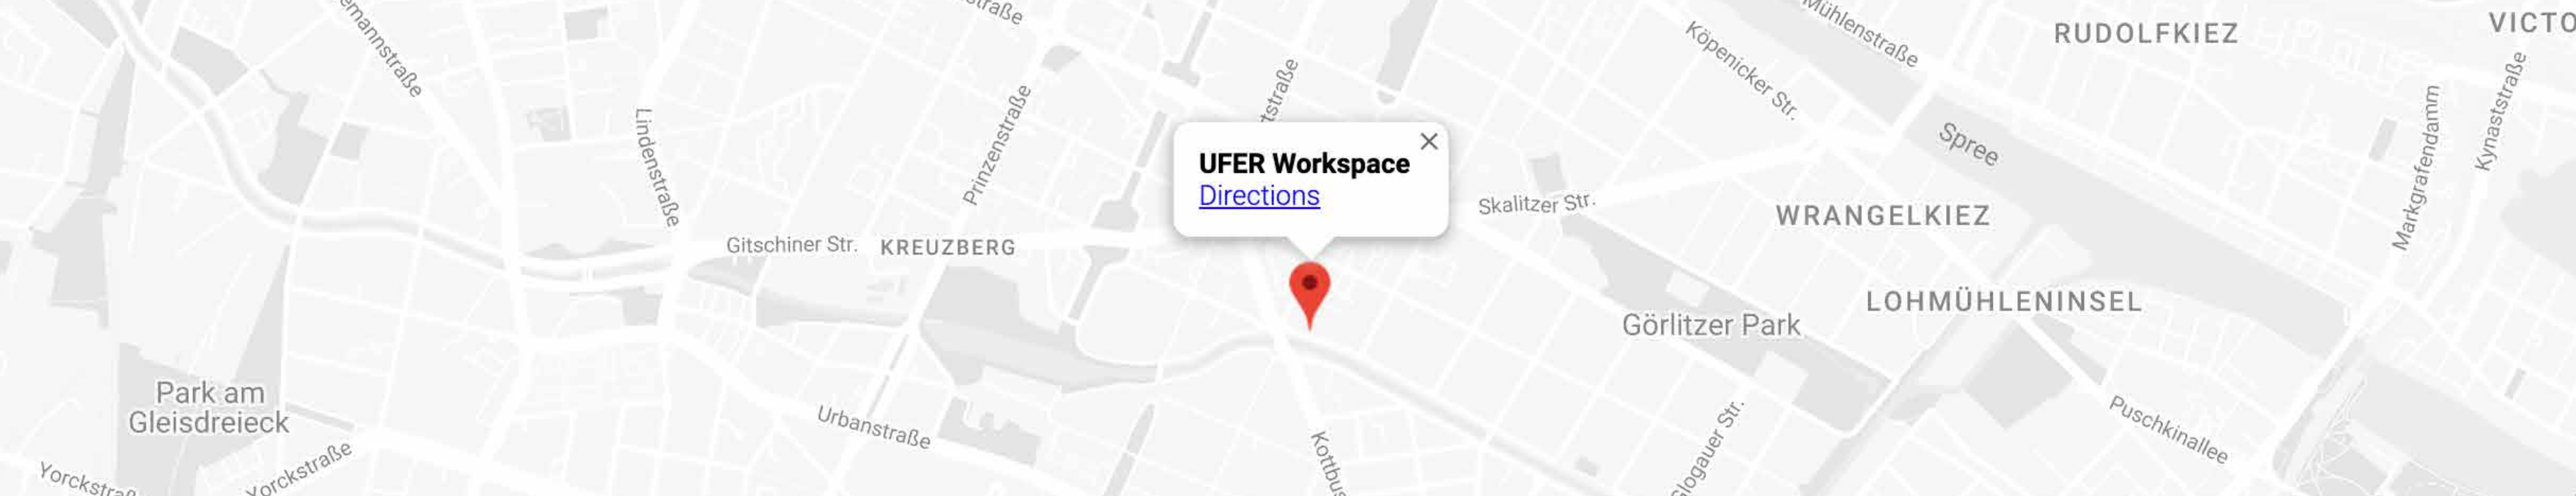 Mühlenstraße
RUDOLFKIEZ
Köpenicker Str.
Kynaststraße
Lindenstraße
Prinzenstraße
Markgrafendamm
Spree
UFER Workspace
Directions
Skalitzer Str.
WRANGELKIEZ
Gitschiner Str.
KREUZBERG
LOHMÜHLENINSEL
Görlitzer Park
Park am
Gleisdreieck
Urbanstraße
Puschkinallee
Yorckstraße